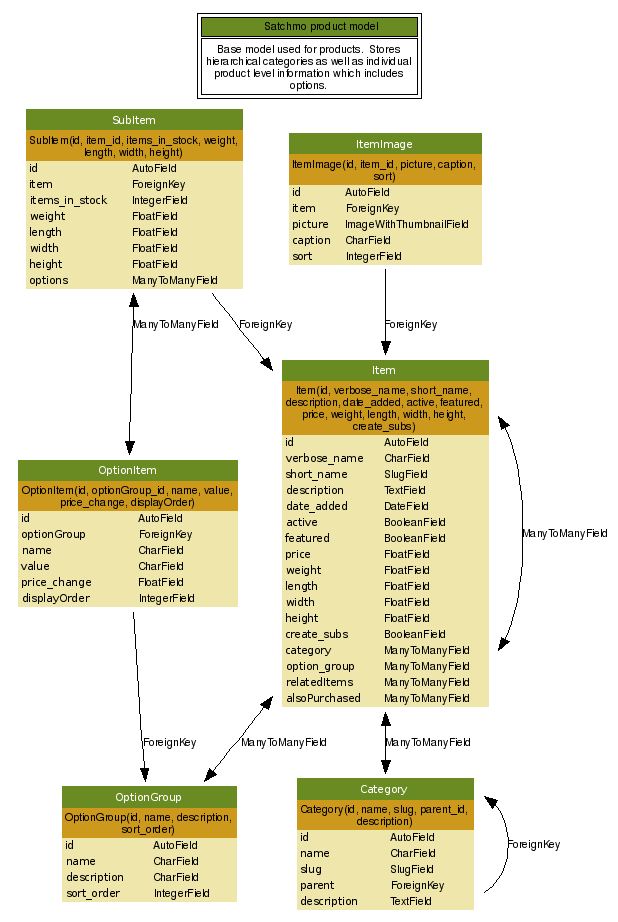 Satchmo product model
Base model used for products. Stores
hierarchical categories as well as individual
product level information which includes
options.
SubItem
SubItem(id, item_id, items_in_stock, weight,
length, width, height)
id AutoField
item ForeignKey
items_in_stock IntegerField
weight FloatField
length FloatField
width FloatField
height FloatField
options ManyToManyField
ItemImage
ItemImage(id, item_id, picture, caption,
sort)
id AutoField
item ForeignKey
picture ImageWithThumbnailField
caption CharField
sort IntegerField
ManyToManyField
ForeignKey
ForeignKey
Item
Item(id, verbose_name, short_name,
description, date_added, active, featured,
price, weight, length, width, height,
create_subs)
id AutoField
verbose_name CharField
short_name SlugField
description TextField
date_added DateField
active BooleanField
featured BooleanField
price FloatField
weight FloatField
length FloatField
width FloatField
height FloatField
create_subs BooleanField
category ManyToManyField
option_group ManyToManyField
relatedItems ManyToManyField
alsoPurchased ManyToManyField
ManyToManyField
OptionItem
OptionItem(id, optionGroup_id, name, value,
price_change, displayOrder)
id AutoField
optionGroup ForeignKey
name CharField
value CharField
price_change FloatField
displayOrder IntegerField
ForeignKey
ManyToManyField
ManyToManyField
OptionGroup
OptionGroup(id, name, description,
sort_order)
id AutoField
name CharField
description CharField
sort_order IntegerField
Category
Category(id, name, slug, parent_id,
description)
id AutoField
name CharField
slug SlugField
parent ForeignKey
description TextField
ForeignKey